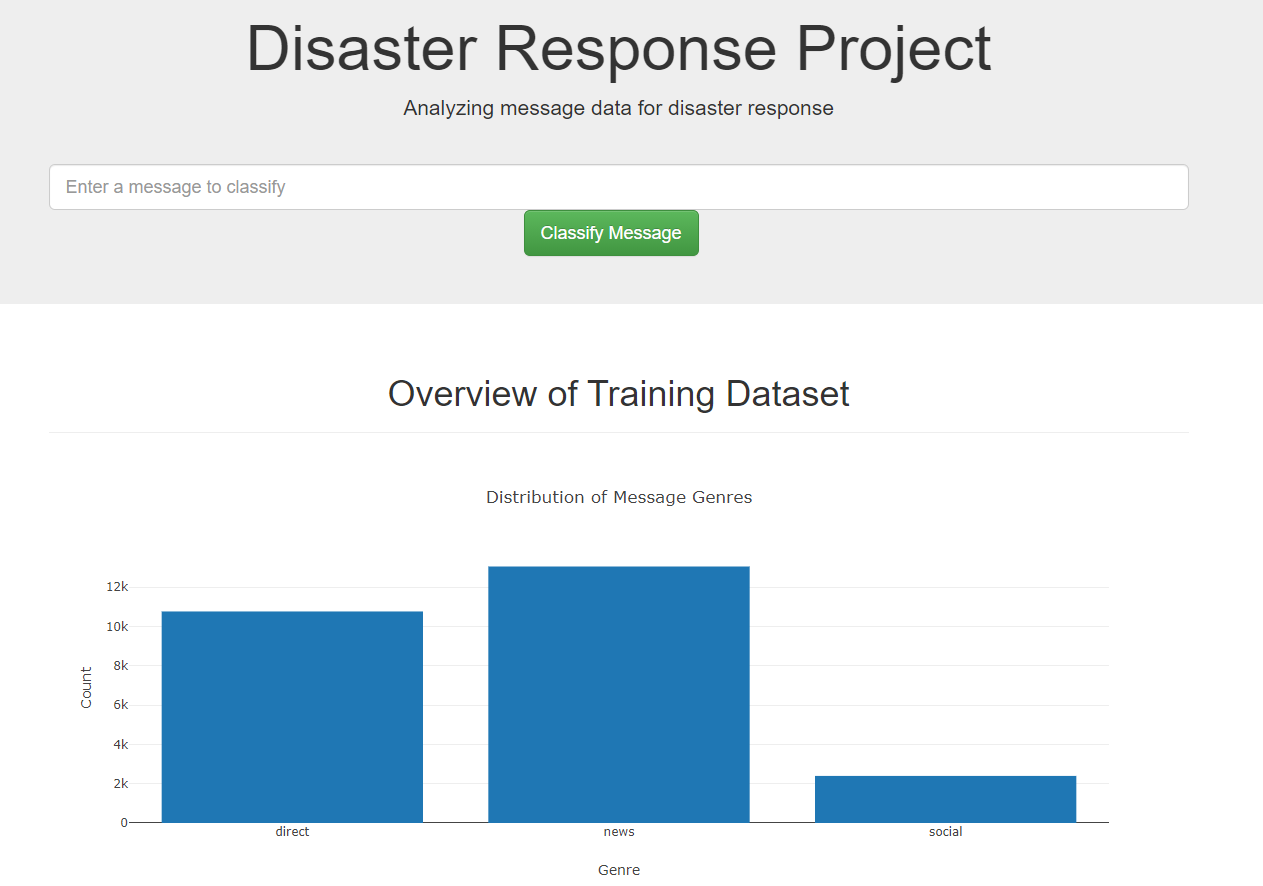 Disaster Response Project
Analyzing message data for disaster response
Enter a message to classify
Classify Message
Overview of Training Dataset
Distribution of Message Genres
12k
10k
8k
6k
4k
2k
0
Count
direct
news
social
Genre